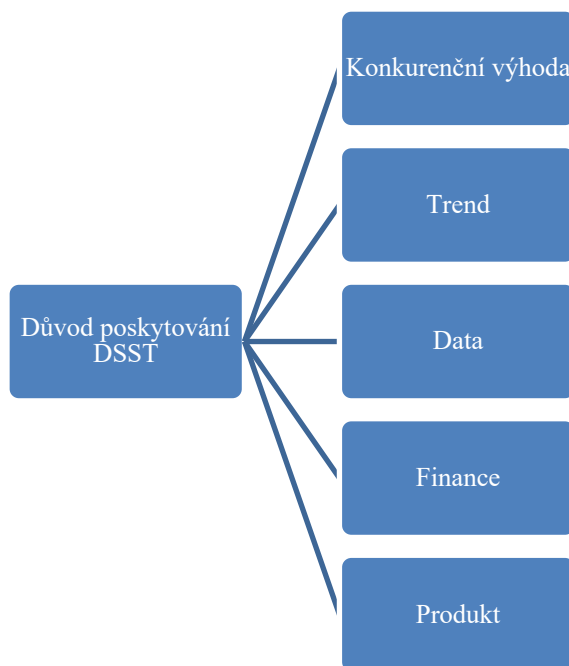 Konkurenční výhoda
Trend
Důvod poskytování
DSST
Data
Finance
Produkt